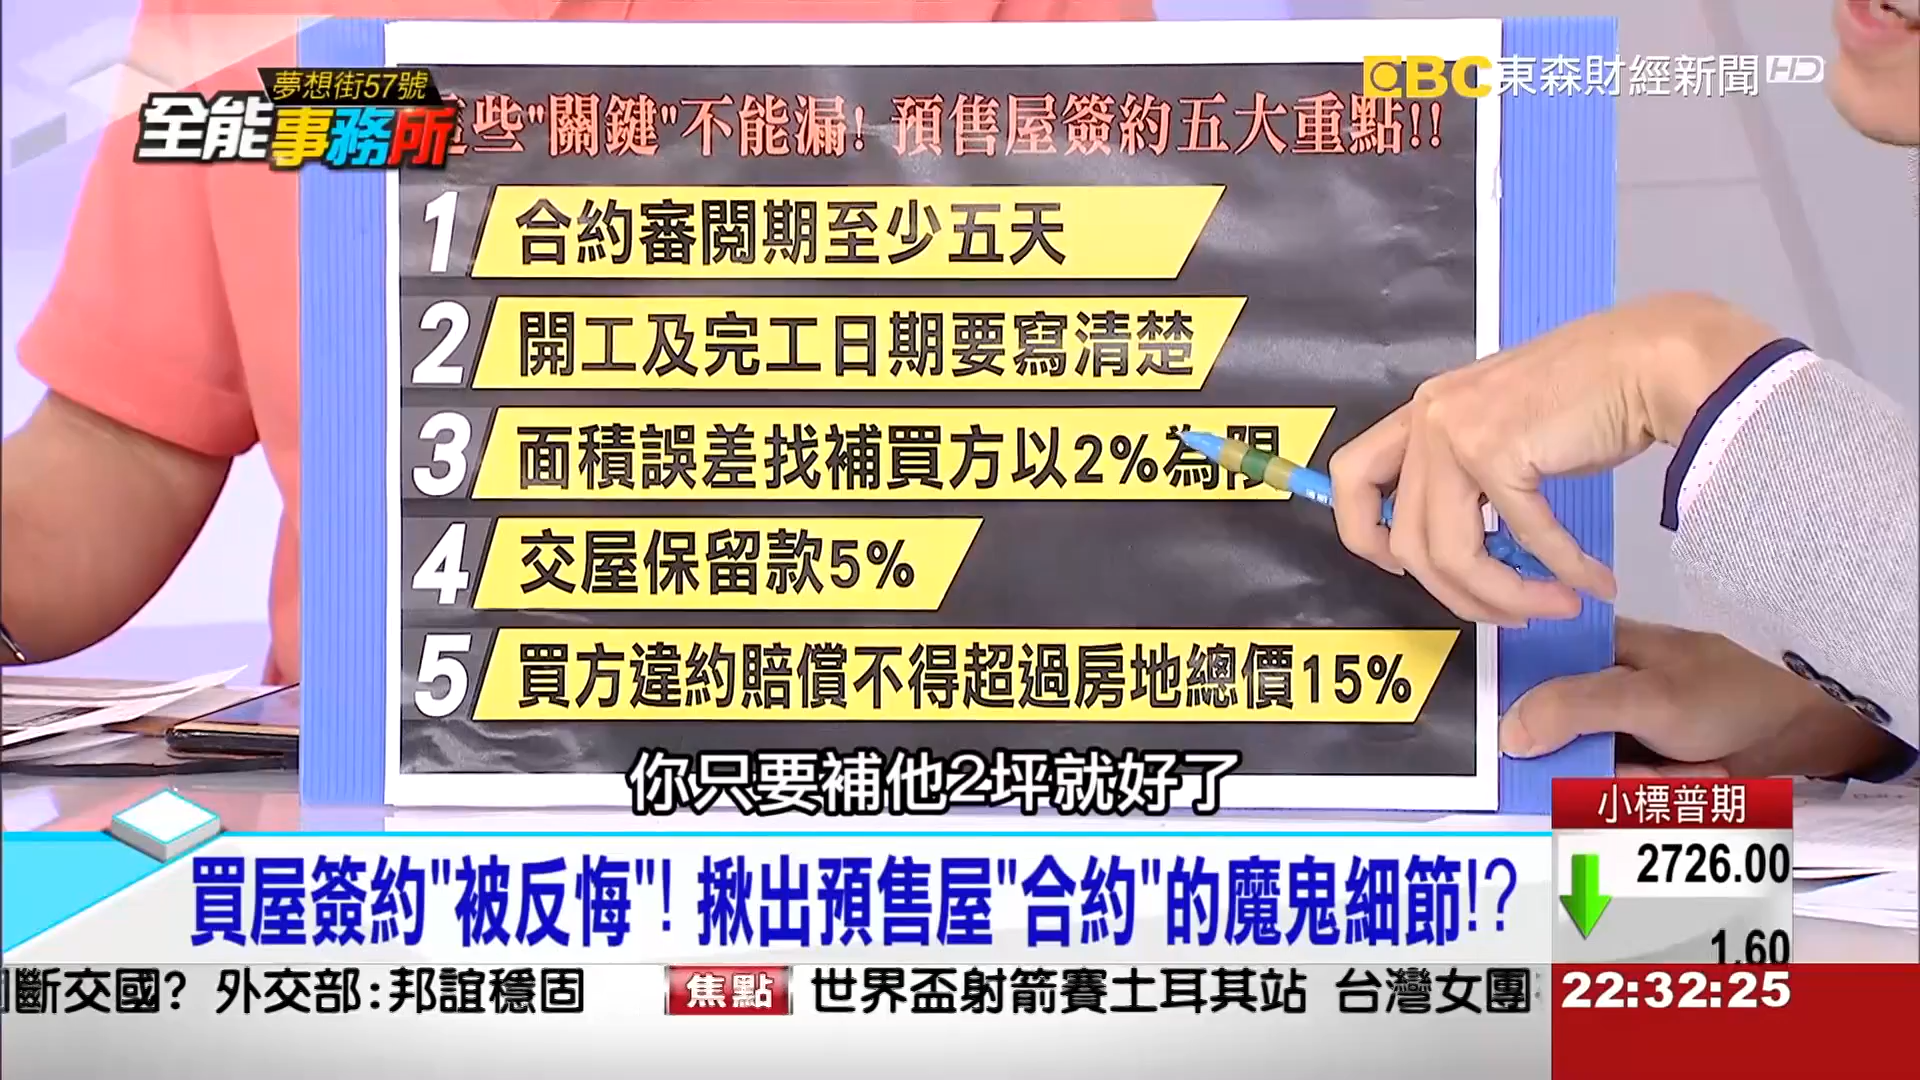 夢想街57號
全能事務所
EBC東森財經新聞HD
這些"關鍵"不能漏! 預售屋簽約五大重點!!
1 合約審閱期至少五天
2 開工及完工日期要寫清楚
3 面積誤差找補買方以2%為限
4 交屋保留款5%
5 買方違約賠償不得超過房地總價15%
你只要補他2坪就好了
小標普期
2726.00
1.60
買屋簽約"被反悔"! 揪出預售屋"合約"的魔鬼細節!?
斷交國? 外交部:邦誼穩固 焦點 世界盃射箭賽土耳其站 台灣女團
22:32:25